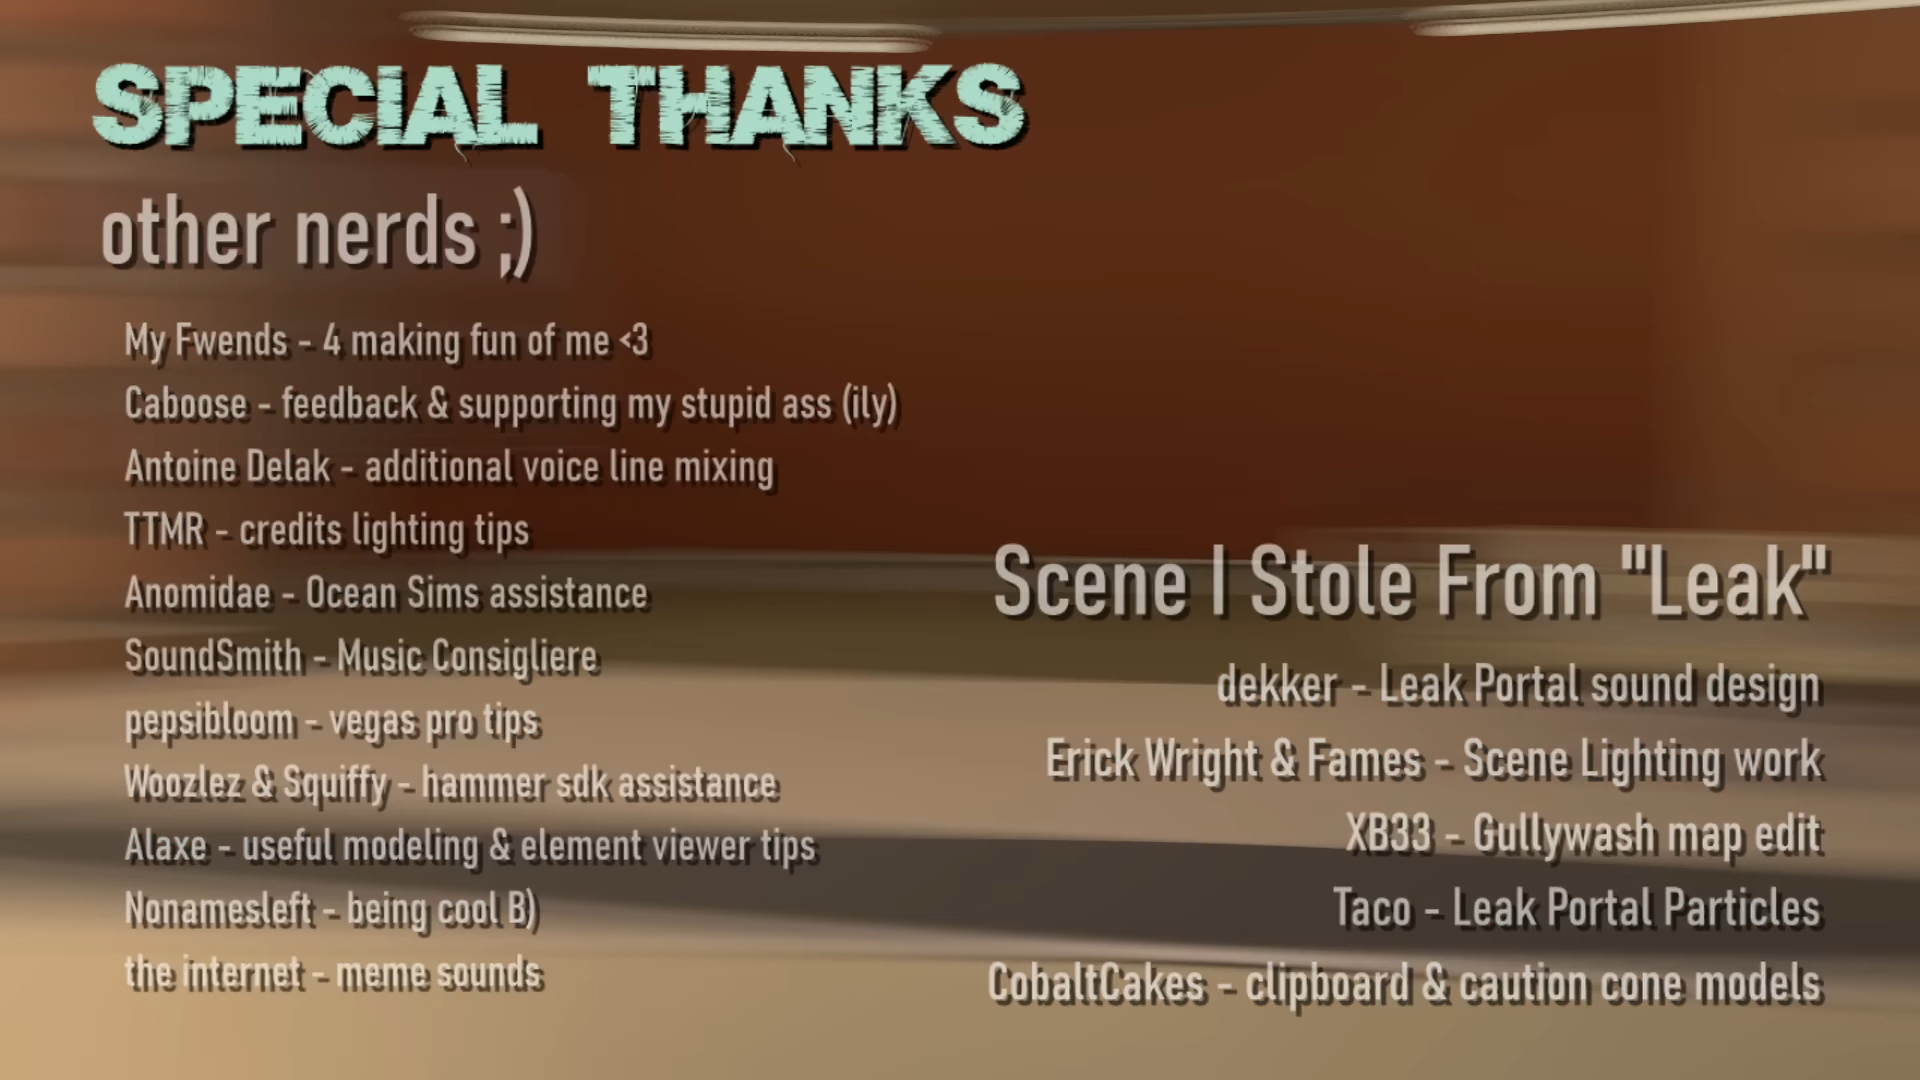 SPECIAL THANKS
other nerds ;)
My Fwends - 4 making fun of me <3
Caboose - feedback & supporting my stupid ass (ily)
Antoine Delak - additional voice line mixing
TTMR - credits lighting tips
Anomidae - Ocean Sims assistance
SoundSmith - Music Consigliere
pepsibloom - vegas pro tips
Woozlez & Squiffy - hammer sdk assistance
Alaxe - useful modeling & element viewer tips
Nonamesleft - being cool B)
the internet - meme sounds
Scene I Stole From "Leak"
dekker - Leak Portal sound design
Erick Wright & Fames - Scene Lighting work
XB33 - Gullywash map edit
Taco - Leak Portal Particles
CobaltCakes - clipboard & caution cone models